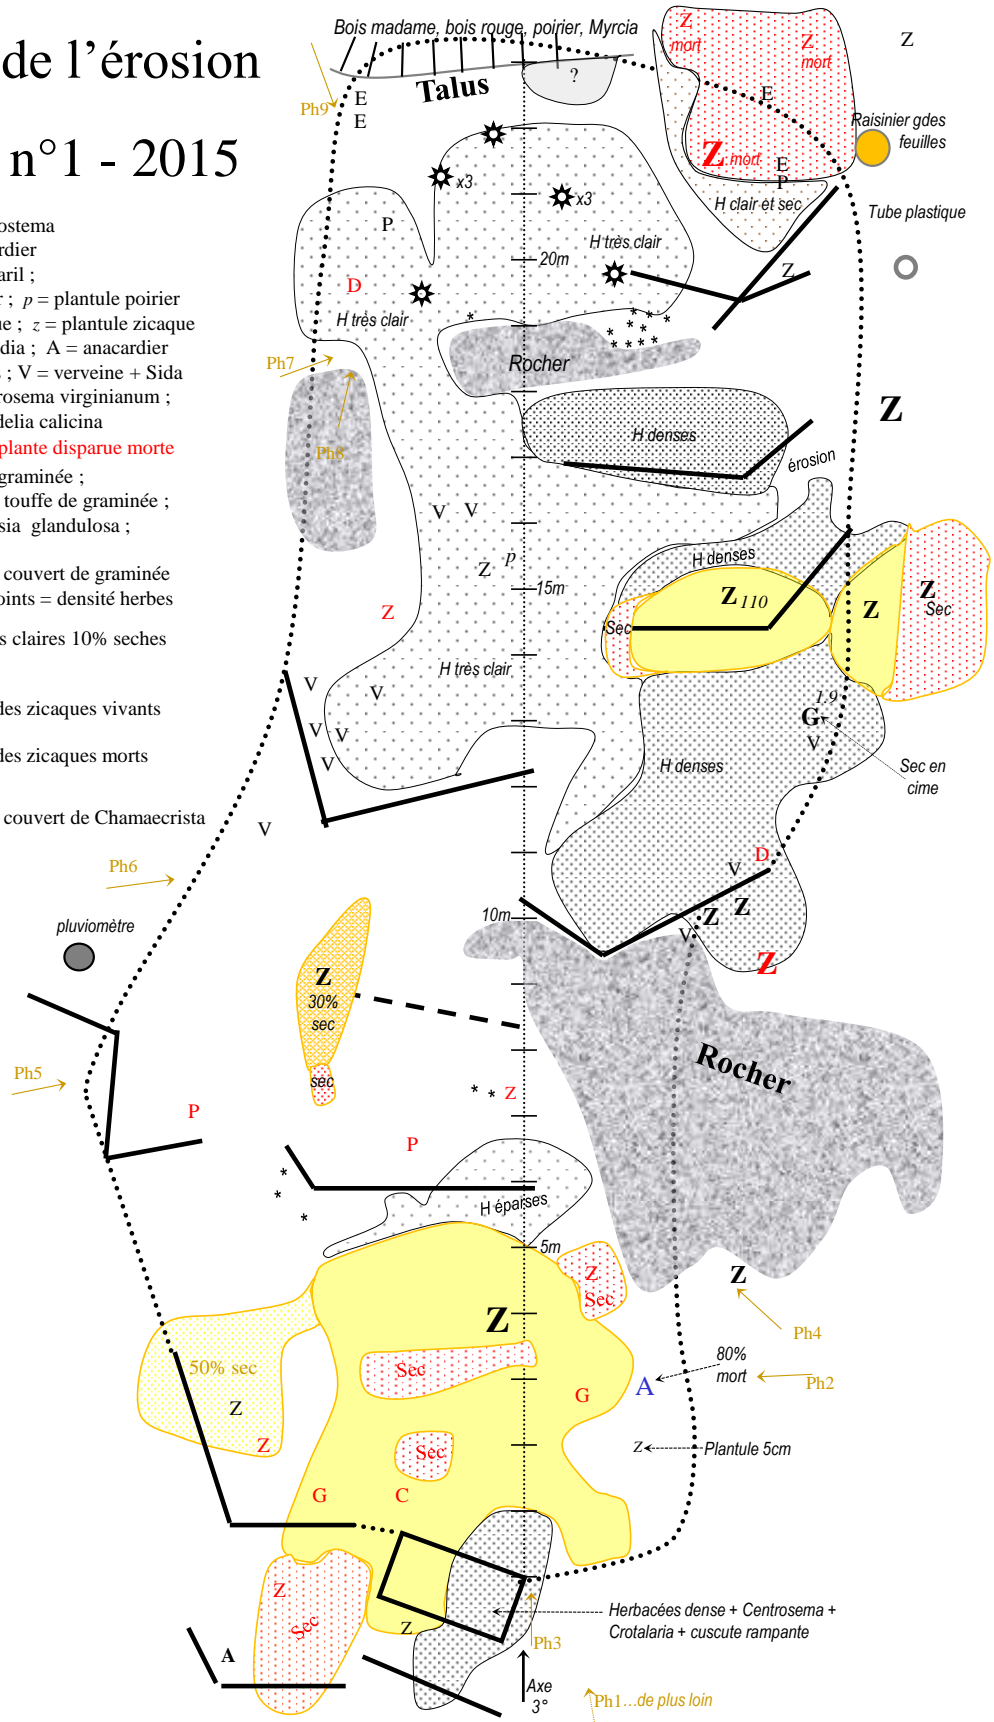 Bois madame, bois rouge, poirier, Myrcia
de l’érosion
n°1 - 2015
Talus
?
Z
mort
Z
mort
Z
E
E
E
Ph9
Raisinier gdes
feuilles
Z mort
E
P
x3
x3
H clair et sec
Tube plastique
P
H très clair
20m
Z
D
H très clair
*
* * * * * * * * * *
Rocher
Ph7
Ph8
Z
H denses
érosion
V V
p
Z
H denses
15m
Z 110
Z
Z
Sec
Z
Sec
H très clair
V
V
V
V
V
1.9
G
V
H denses
Sec en
cime
V
D
V
Z
Z
V
Z
10m
Ph6
pluviomètre
Z
30%
sec
sec
Rocher
Ph5
P
* *
Z
P
*
*
*
H éparses
5m
Z
Sec
Z
Z
Ph4
50% sec
Sec
80%
mort
Ph2
G
A
Z
Z
Sec
z
Plantule 5cm
G
C
Z
Sec
Z
Herbacées dense + Centrosema +
Crotalaria + cuscute rampante
Ph3
A
Axe
3°
Ph1...de plus loin
ostema
rdier
aril ;
r ; p = plantule poirier
ue ; z = plantule zicaque
dia ; A = anacardier
s ; V = verveine + Sida
rosema virginianum ;
delia calicina
plante disparue morte
graminée ;
touffe de graminée ;
sia glandulosa ;
couvert de graminée
oints = densité herbes
s claires 10% seches
des zicaques vivants
des zicaques morts
couvert de Chamaecrista